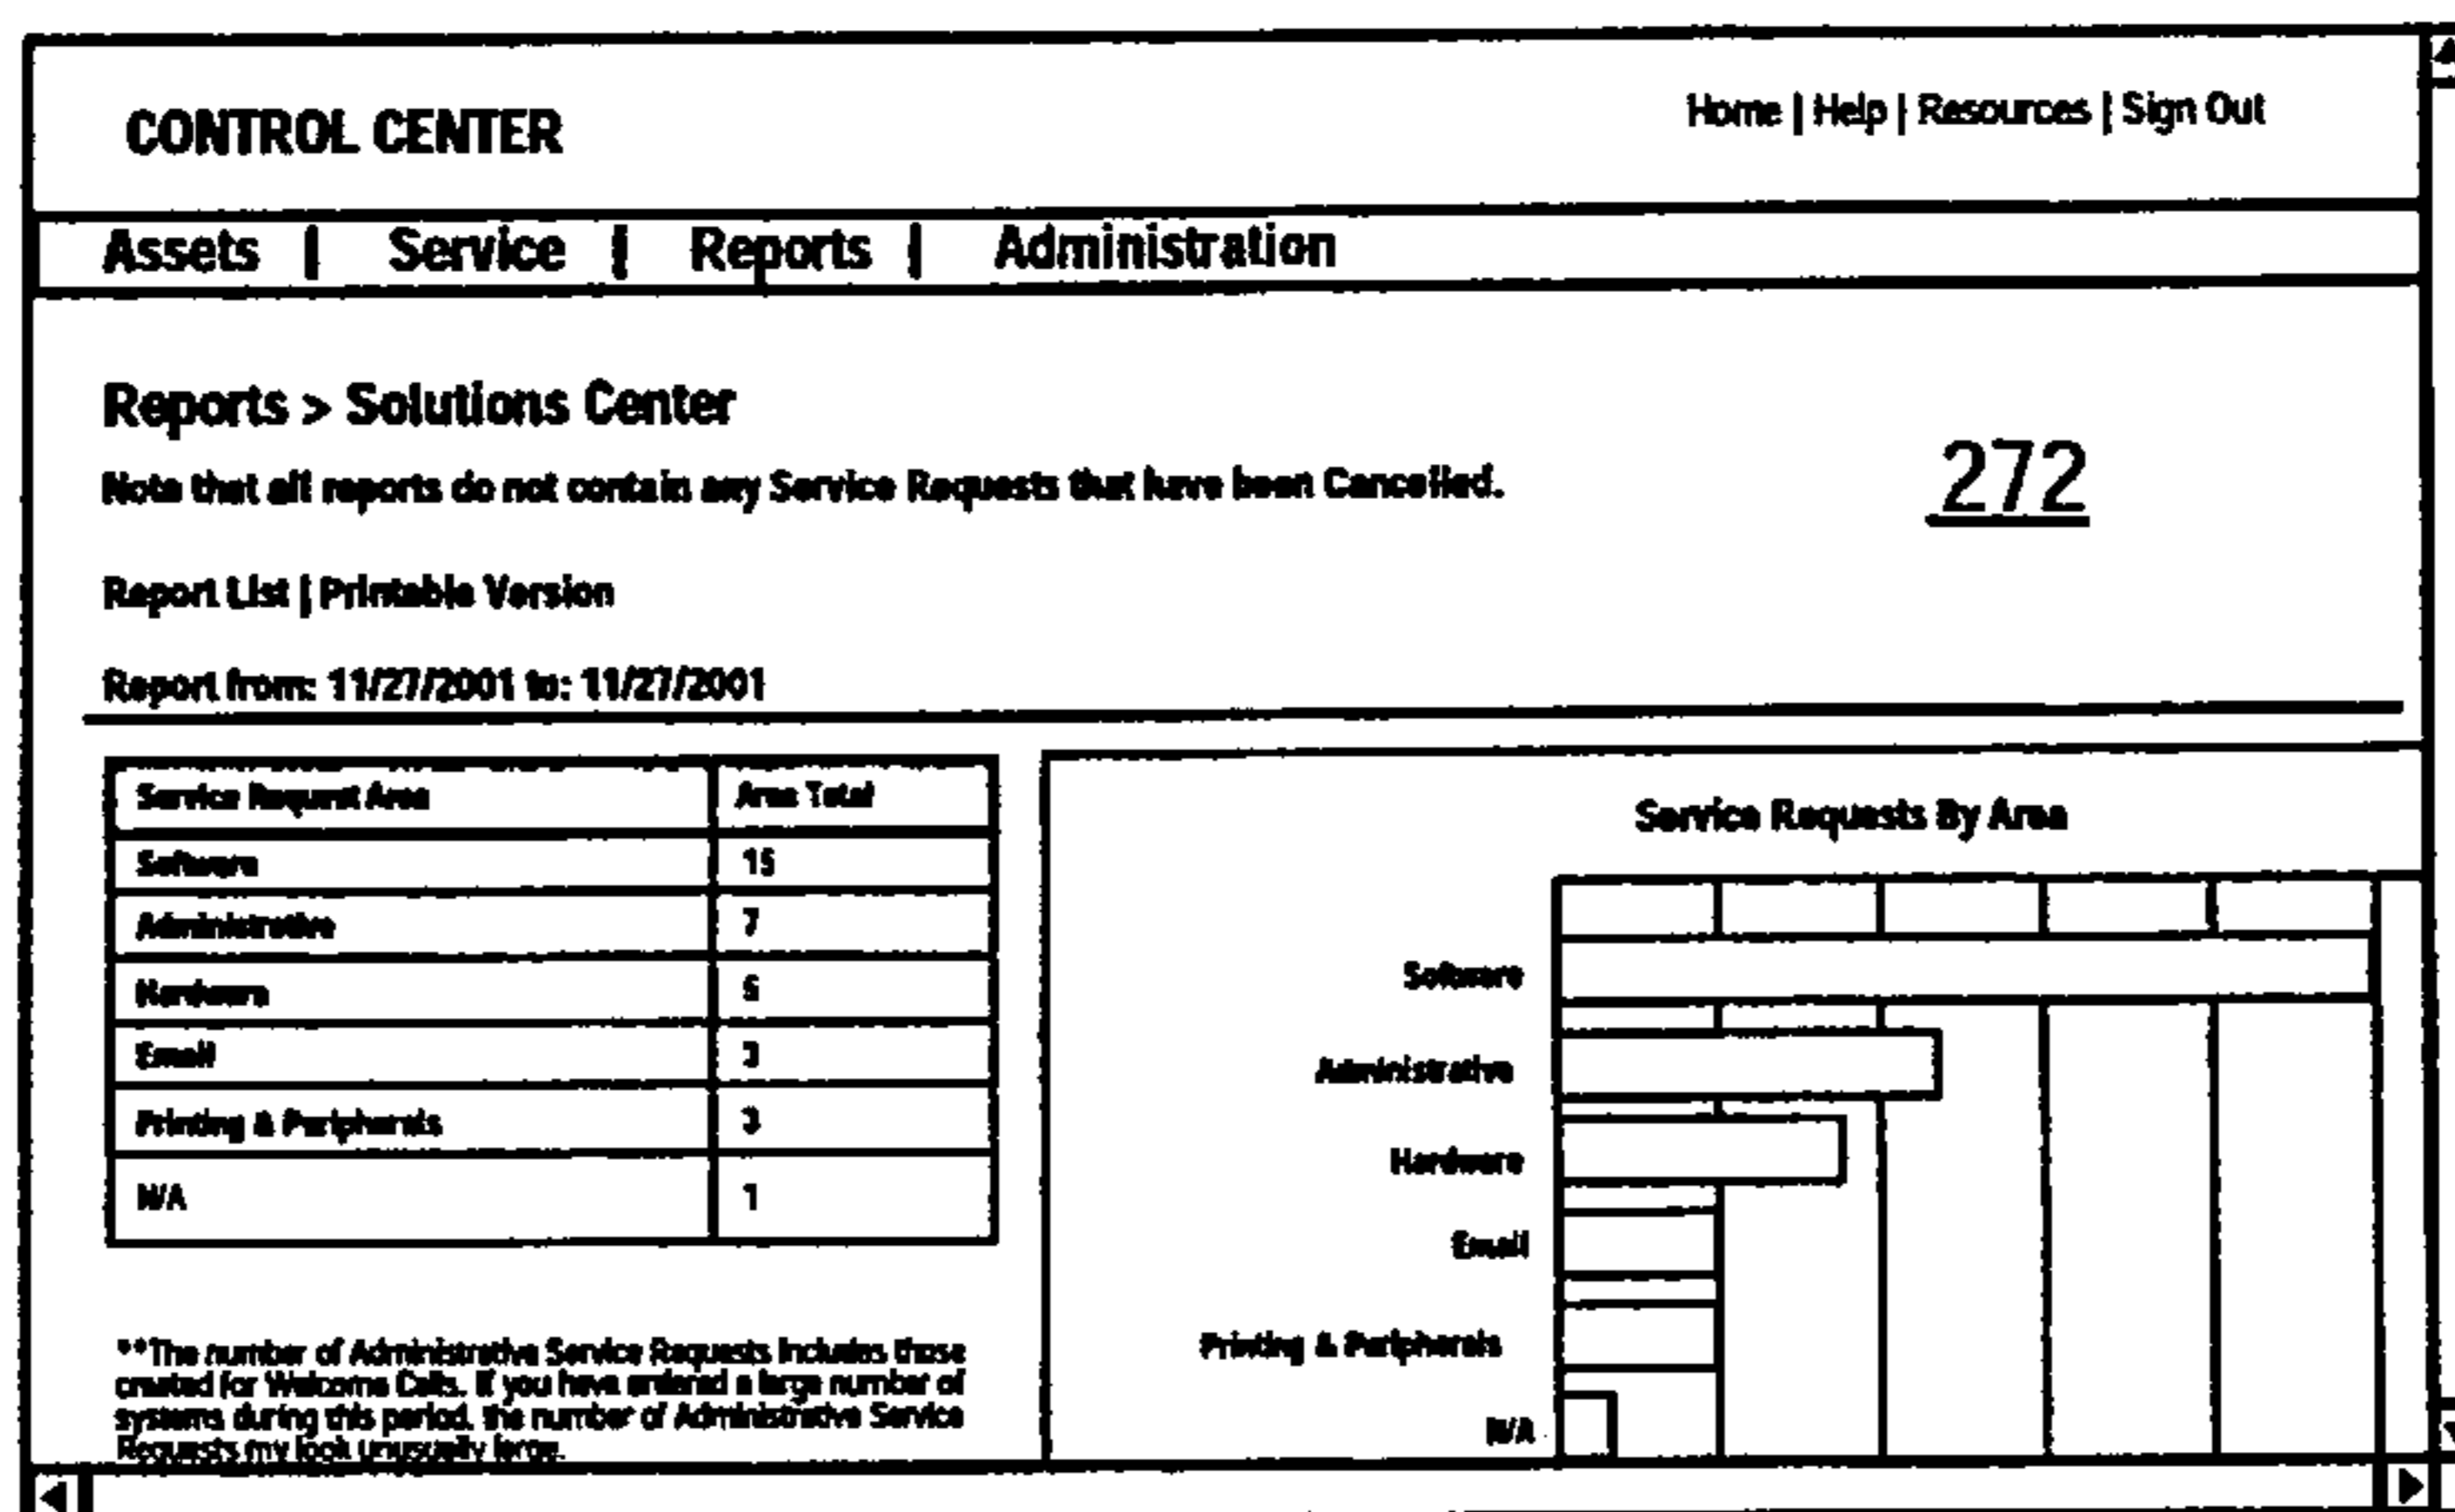 CONTROL CENTER
Home | Help | Resources | Sign Out
Assets | Service | Reports | Administration
Reports > Solutions Center
Note that all reports do not contain any Service Requests that have been Cancelled.
272
Report List | Printable Version
Report from: 11/27/2001 to: 11/27/2001
Service Request Area Area Total
Software 15
Administrative 7
Hardware 5
Email 3
Printing & Peripherals 3
N/A 1
**The number of Administrative Service Requests includes those
created for Welcome Calls. If you have ordered a large number of
systems during this period, the number of Administrative Service
Requests my look unusually large.
Service Requests By Area
Software
Administrative
Hardware
Email
Printing & Peripherals
N/A